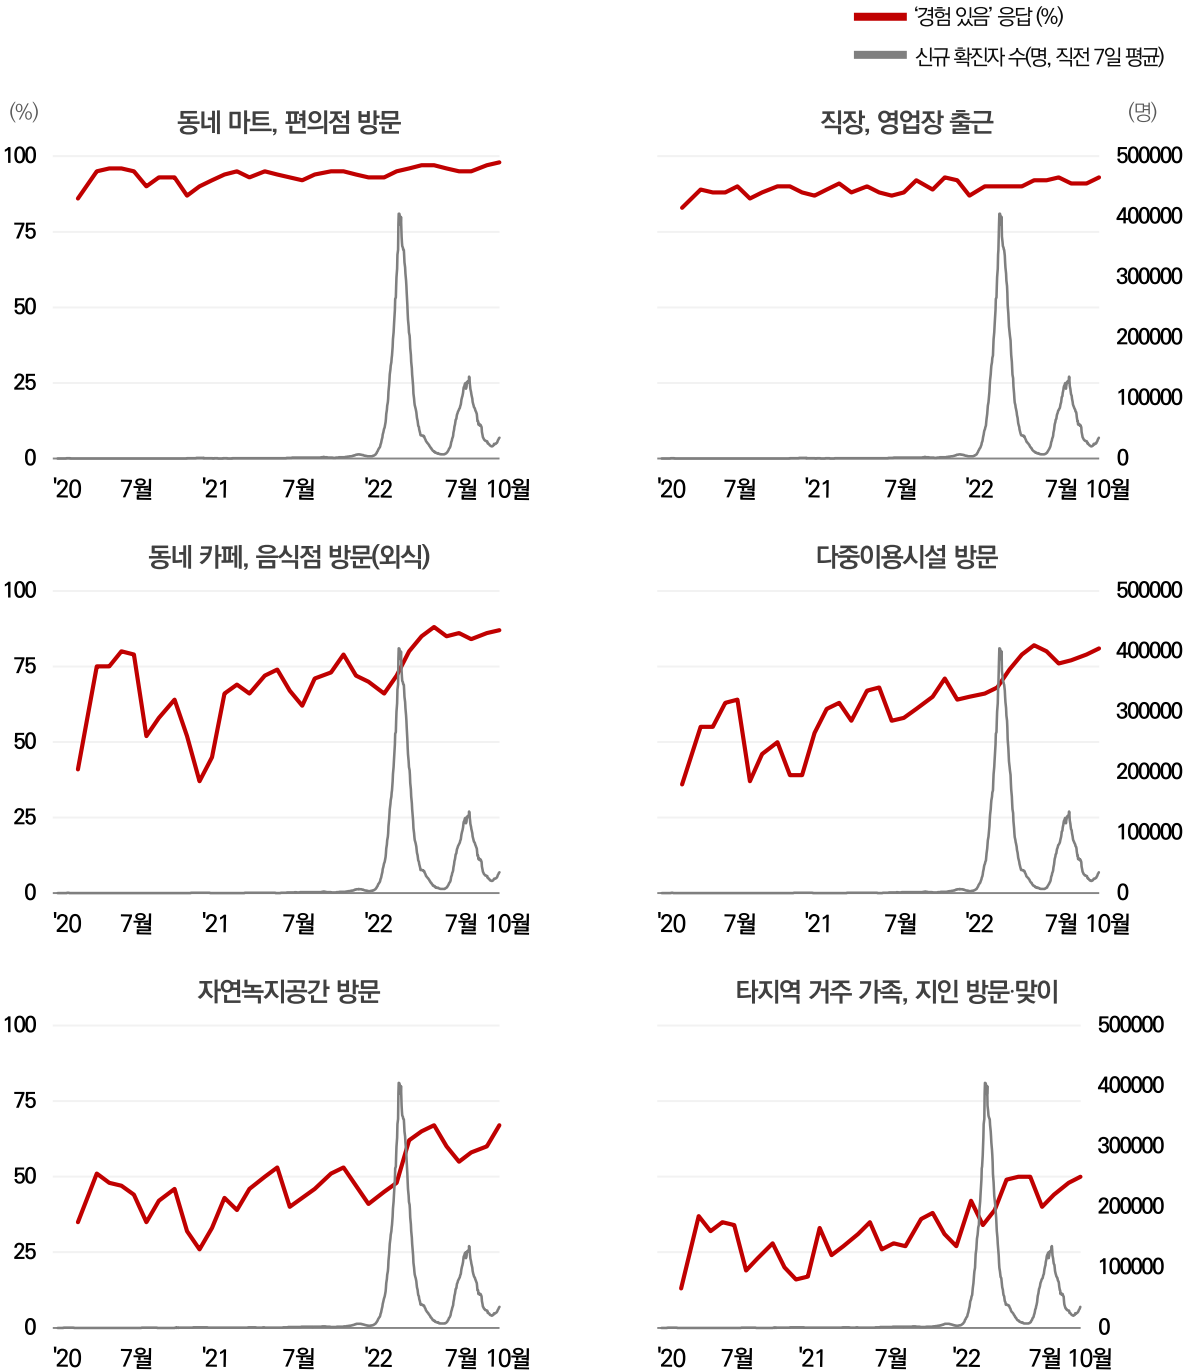 ‘경험 있음’ 응답 (%)
신규 확진자 수(명, 직전 7일 평균)
(%)
동네 마트, 편의점 방문
100
75
50
25
0
'20 7월 '21 7월 '22 7월 10월
직장, 영업장 출근
(명)
500000
400000
300000
200000
100000
0
'20 7월 '21 7월 '22 7월 10월
동네 카페, 음식점 방문(외식)
100
75
50
25
0
'20 7월 '21 7월 '22 7월 10월
다중이용시설 방문
500000
400000
300000
200000
100000
0
'20 7월 '21 7월 '22 7월 10월
자연녹지공간 방문
100
75
50
25
0
'20 7월 '21 7월 '22 7월 10월
타지역 거주 가족, 지인 방문·맞이
500000
400000
300000
200000
100000
0
'20 7월 '21 7월 '22 7월 10월